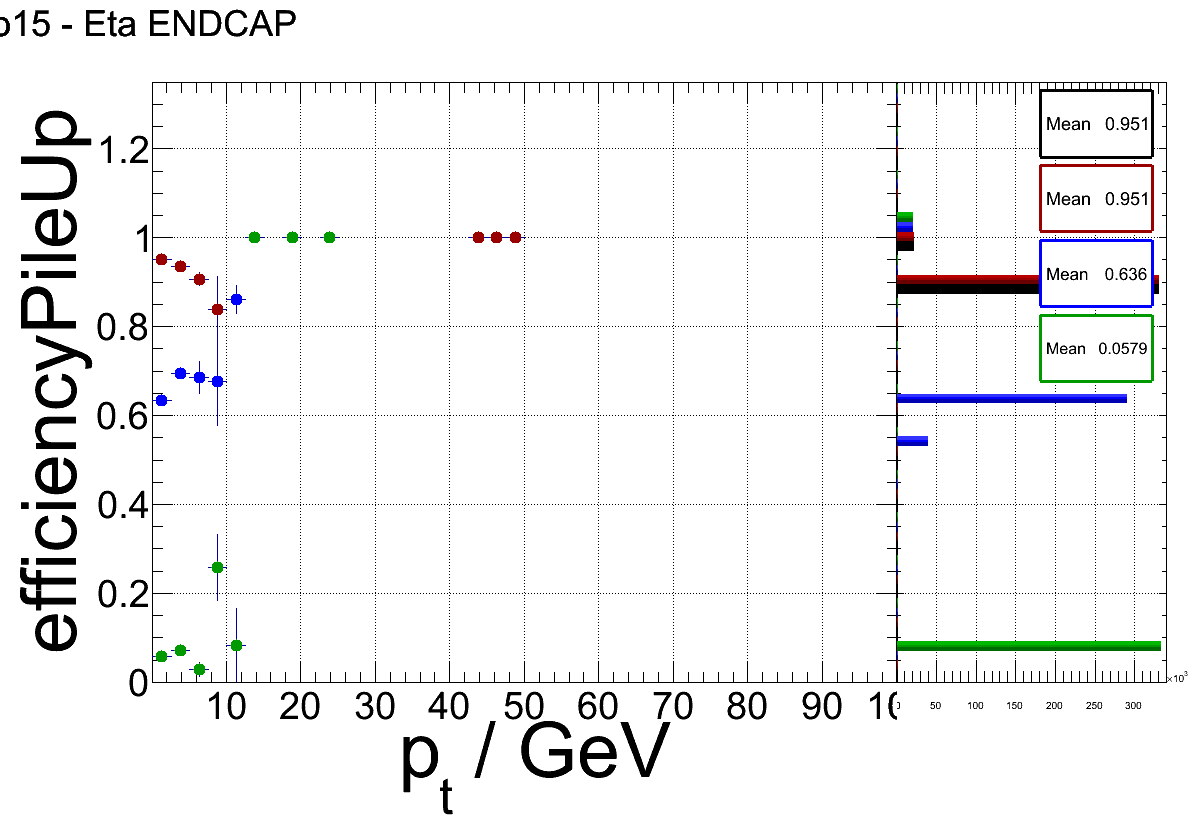 p15 - Eta ENDCAP
efficiencyPileUp
1.2
1
0.8
0.6
0.4
0.2
0
10 20 30 40 50 60 70 80 90
p_t / GeV
Mean 0.951
Mean 0.951
Mean 0.636
Mean 0.0579
50 100 150 200 250 300
×10³